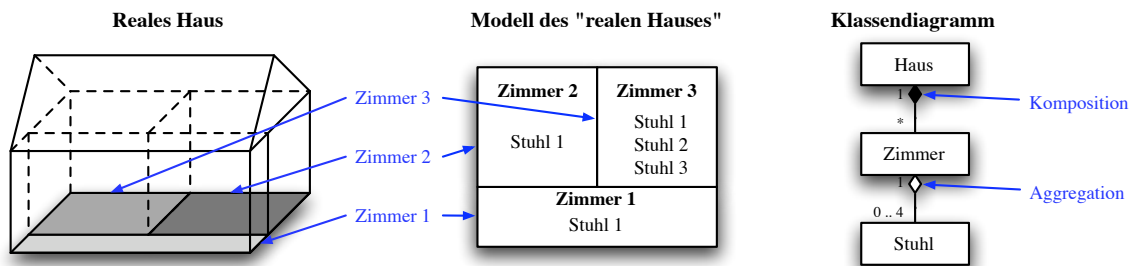 Reales Haus
Modell des "realen Hauses"
Klassendiagramm
Zimmer 3
Zimmer 2
Zimmer 1
Zimmer 2
Stuhl 1
Zimmer 3
Stuhl 1
Stuhl 2
Stuhl 3
Zimmer 1
Stuhl 1
Haus
1
Komposition
*
Zimmer
1
Aggregation
0 .. 4
Stuhl